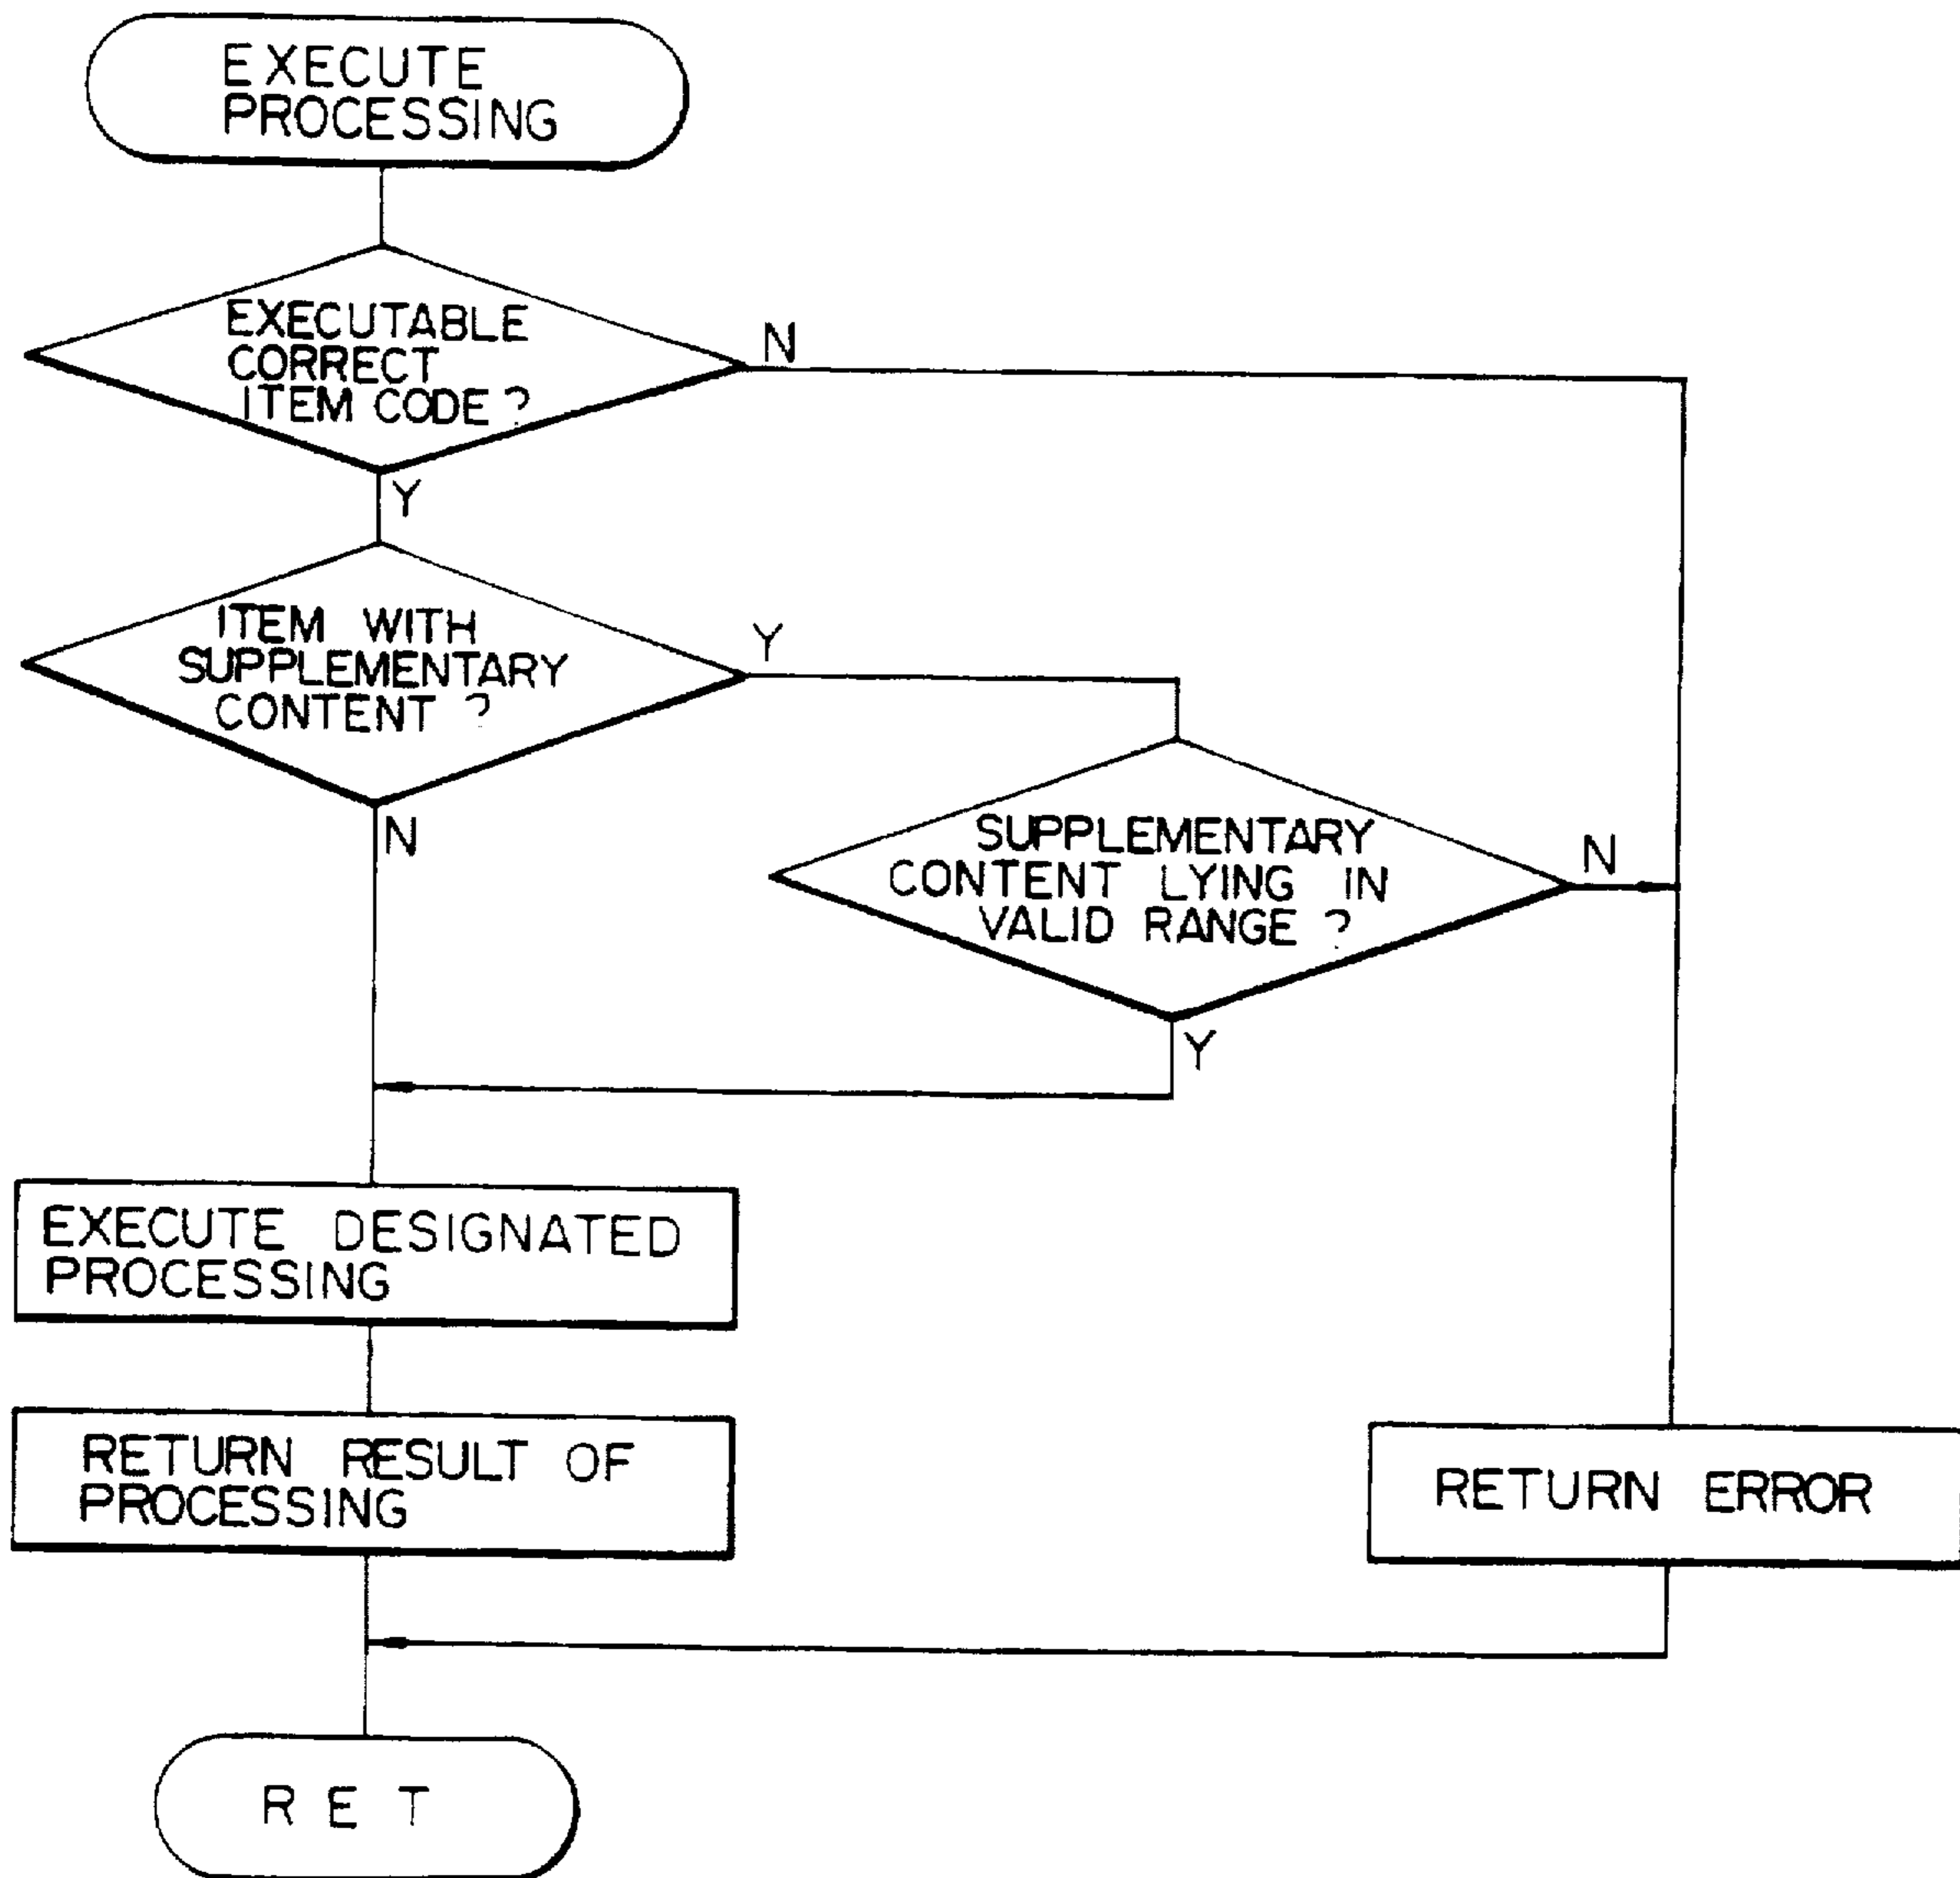 EXECUTE
PROCESSING
EXECUTABLE
CORRECT
ITEM CODE ?
N
Y
ITEM WITH
SUPPLEMENTARY
CONTENT ?
Y
N
SUPPLEMENTARY
CONTENT LYING IN
VALID RANGE ?
N
Y
EXECUTE DESIGNATED
PROCESSING
RETURN RESULT OF
PROCESSING
RETURN ERROR
RET